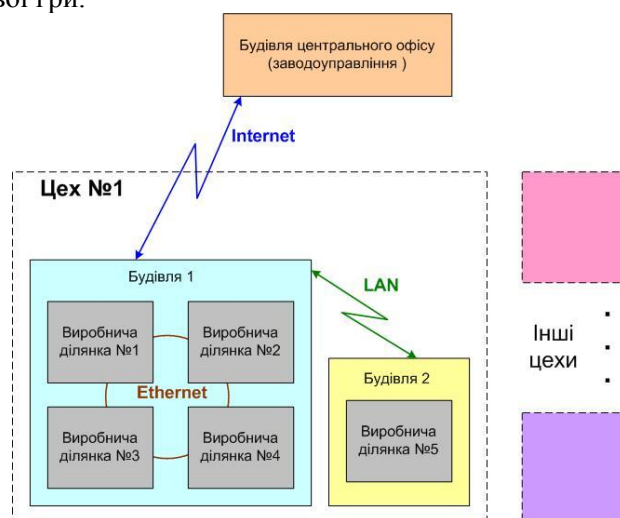 Будівля центрального офісу
(заводоуправління )
Internet
Цех №1
Будівля 1
LAN
Виробнича
ділянка №1
Виробнича
ділянка №2
Ethernet
Виробнича
ділянка №3
Виробнича
ділянка №4
Будівля 2
Виробнича
ділянка №5
Інші
цехи